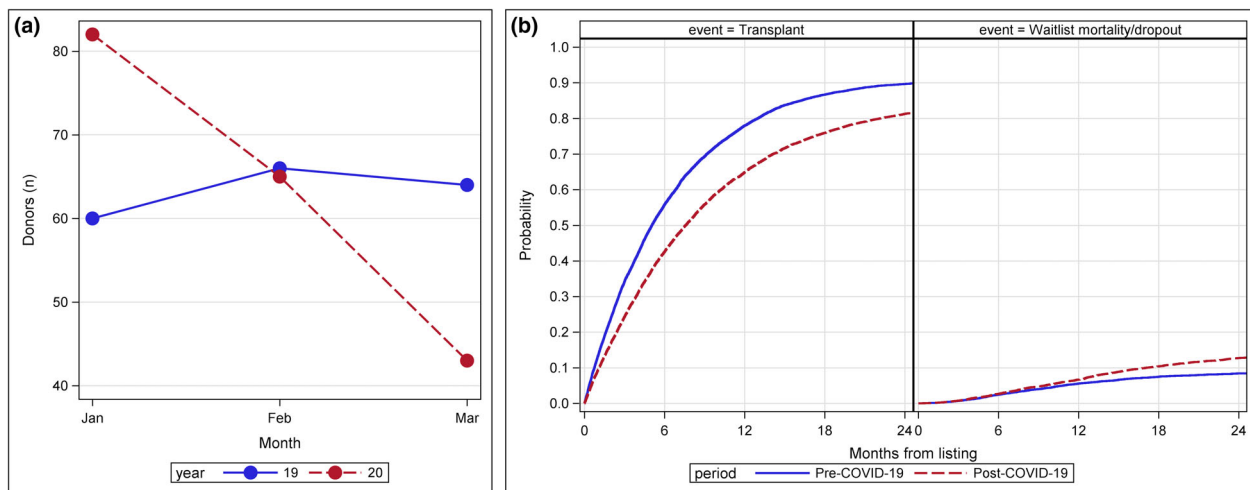 (a)
80
70
60
50
40
Donors (n)
Jan
Feb
Mar
Month
year
19
20
(b)
event = Transplant
event = Waitlist mortality/dropout
1.0
0.9
0.8
0.7
0.6
0.5
0.4
0.3
0.2
0.1
0.0
Probability
0
6
12
18
24
0
6
12
18
24
Months from listing
period
Pre-COVID-19
Post-COVID-19